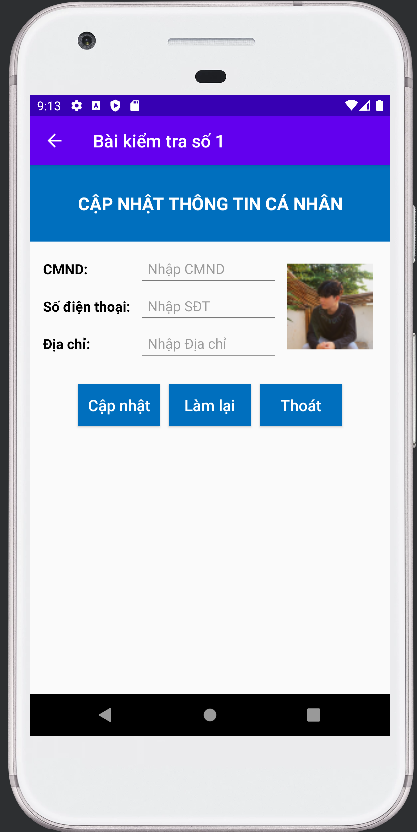 9:13
Bài kiểm tra số 1
CẬP NHẬT THÔNG TIN CÁ NHÂN
CMND: Nhập CMND
Số điện thoại: Nhập SĐT
Địa chỉ: Nhập Địa chỉ
Cập nhật Làm lại Thoát